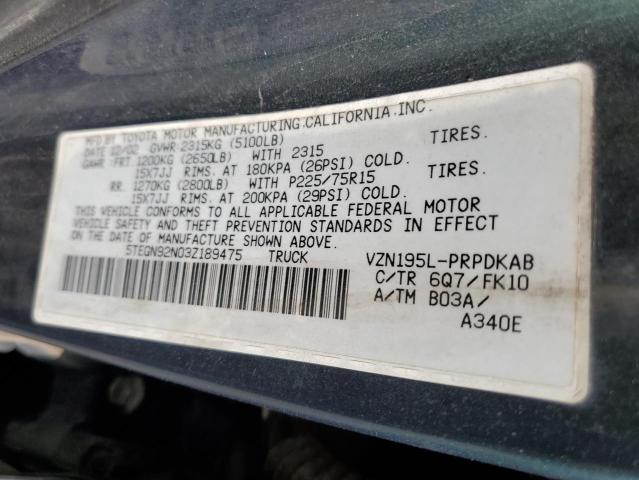 MFD BY TOYOTA MOTOR MANUFACTURING.CALIFORNIA.INC.
DATE 12/02 GVWR 2315KG (5100LB)
GAWR FRT 1200KG (2650LB) WITH 2315 TIRES.
15X7JJ RIMS. AT 180KPA (26PSI) COLD.
RR. 1270KG (2800LB) WITH P225/75R15 TIRES.
15X7JJ RIMS. AT 200KPA (29PSI) COLD.
THIS VEHICLE CONFORMS TO ALL APPLICABLE FEDERAL MOTOR
VEHICLE SAFETY AND THEFT PREVENTION STANDARDS IN EFFECT ON
THE DATE OF MANUFACTURE SHOWN ABOVE.
5TEGN92N03Z189475 TRUCK VZN195L-PRPDKAB
C/TR 6Q7/FK10
A/TM B03A/
A340E